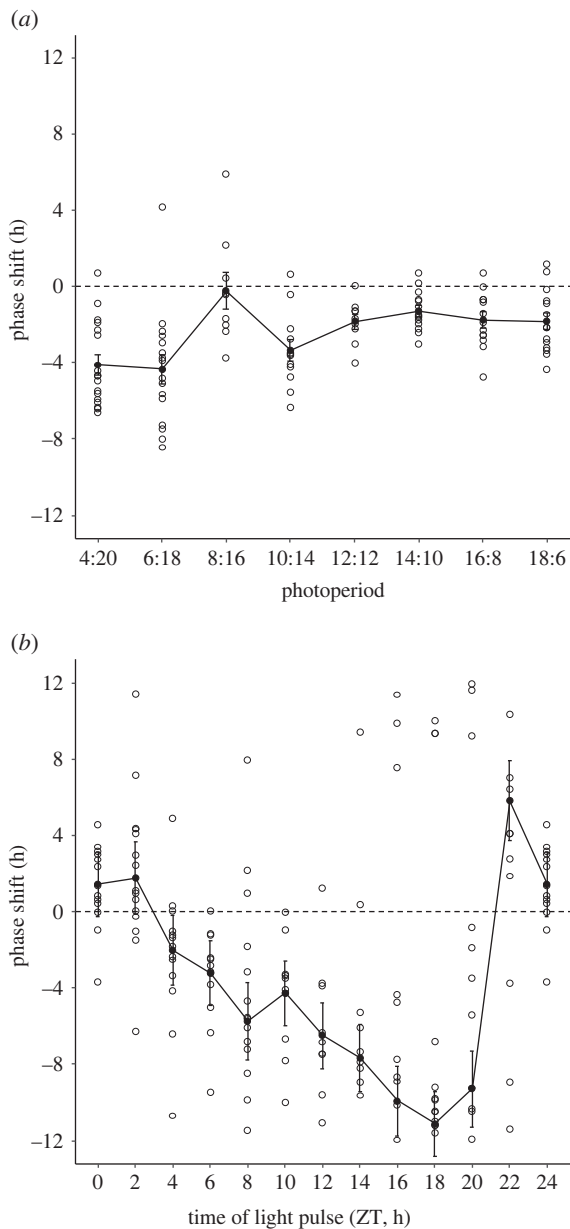 (a)
12
8
4
0
–4
–8
–12
phase shift (h)
4:20 6:18 8:16 10:14 12:12 14:10 16:8 18:6
photoperiod
(b)
12
8
4
0
–4
–8
–12
phase shift (h)
0 2 4 6 8 10 12 14 16 18 20 22 24
time of light pulse (ZT, h)